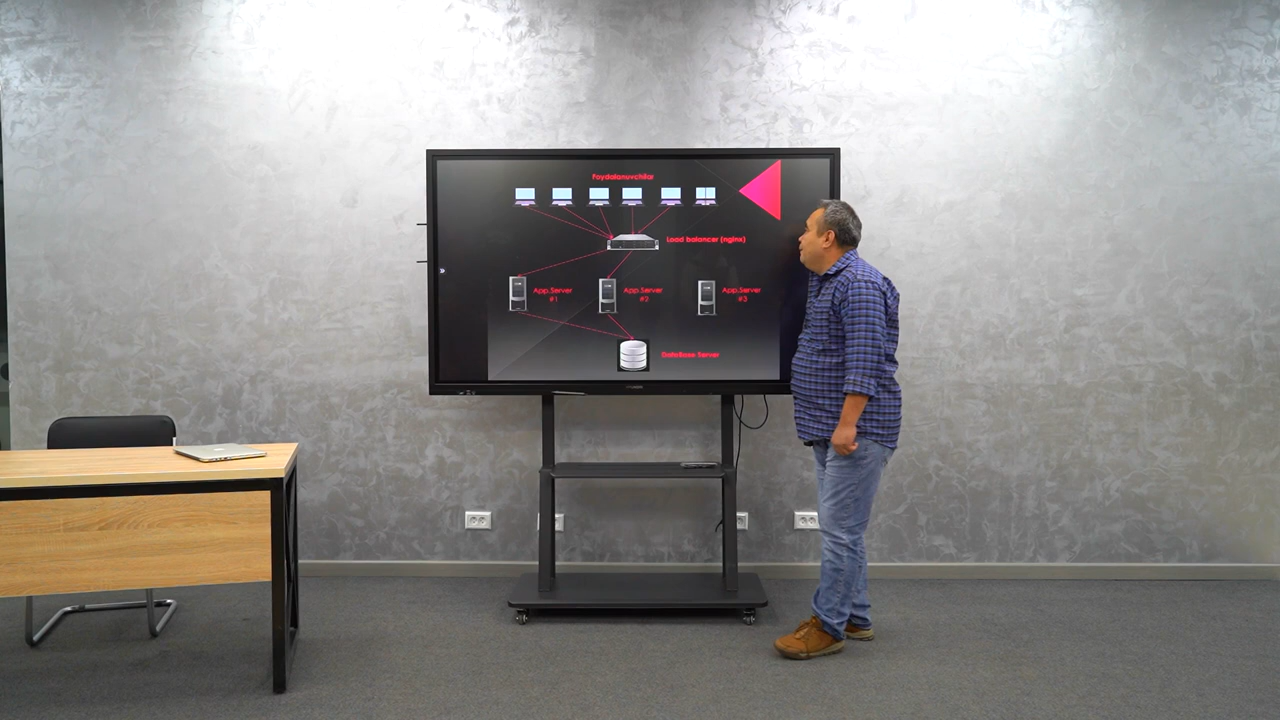 Foydalanuvchilar
Load balancer (nginx)
App.Server
#1
App.Server
#2
App.Server
#3
DataBase Server